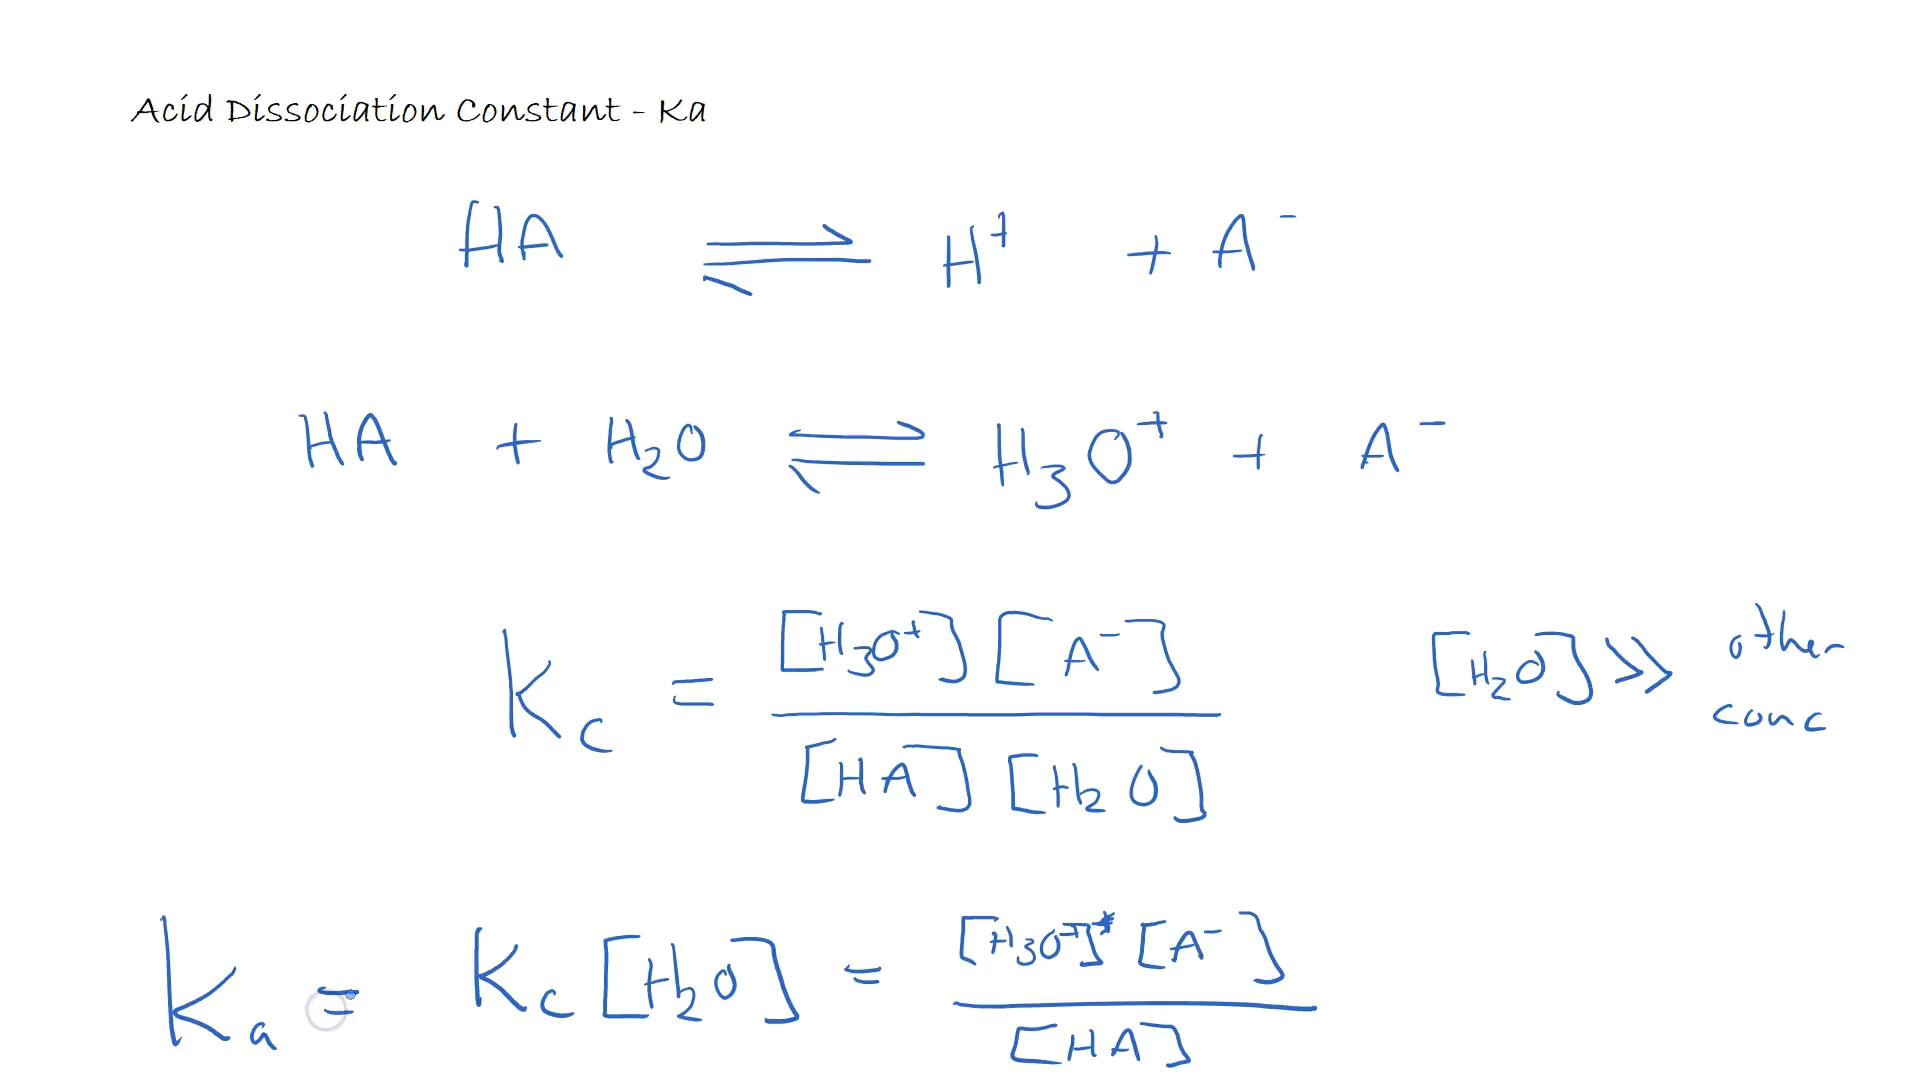 Acid Dissociation Constant - Ka
HA ⇌ H⁺ + A⁻
HA + H₂O ⇌ H₃O⁺ + A⁻
Kc = [H₃O⁺][A⁻] / [HA][H₂O]
[H₂O] >> other conc
Ka = Kc[H₂O] = [H₃O⁺][A⁻] / [HA]